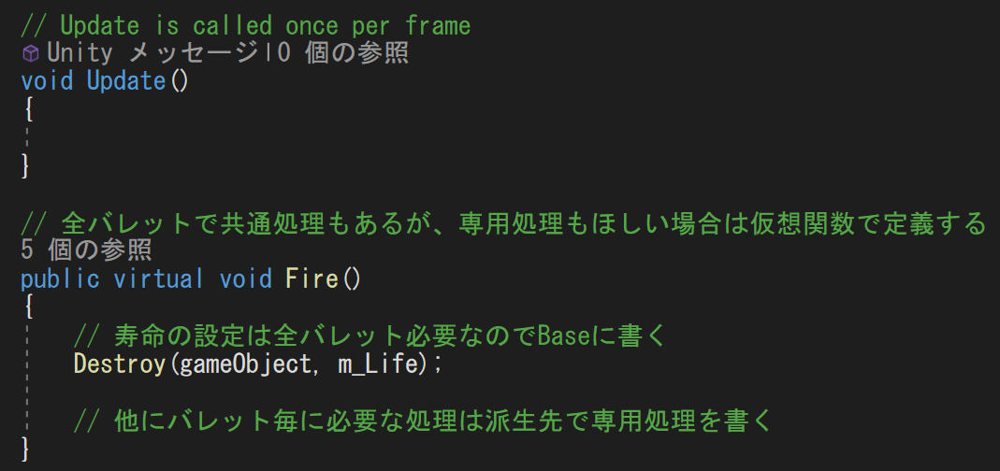 // Update is called once per frame
Unity メッセージ|0 個の参照
void Update()
{
}
// 全バレットで共通処理もあるが、専用処理もほしい場合は仮想関数で定義する
5 個の参照
public virtual void Fire()
{
// 寿命の設定は全バレット必要なのでBaseに書く
Destroy(gameObject, m_Life);
// 他にバレット毎に必要な処理は派生先で専用処理を書く
}